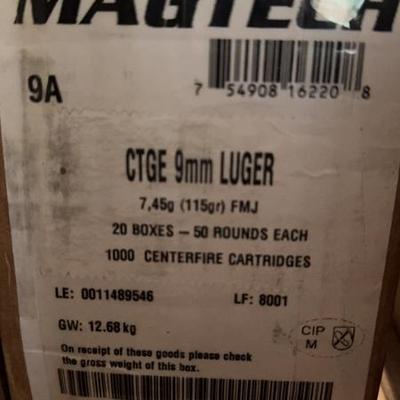 MAGTECH
9A
7 54908 16220 8
CTGE 9mm LUGER
7,45g (115gr) FMJ
20 BOXES – 50 ROUNDS EACH
1000 CENTERFIRE CARTRIDGES
LE: 0011489546 LF: 8001
GW: 12.68 kg
CIP
M
On receipt of these goods please check
the gross weight of this box.